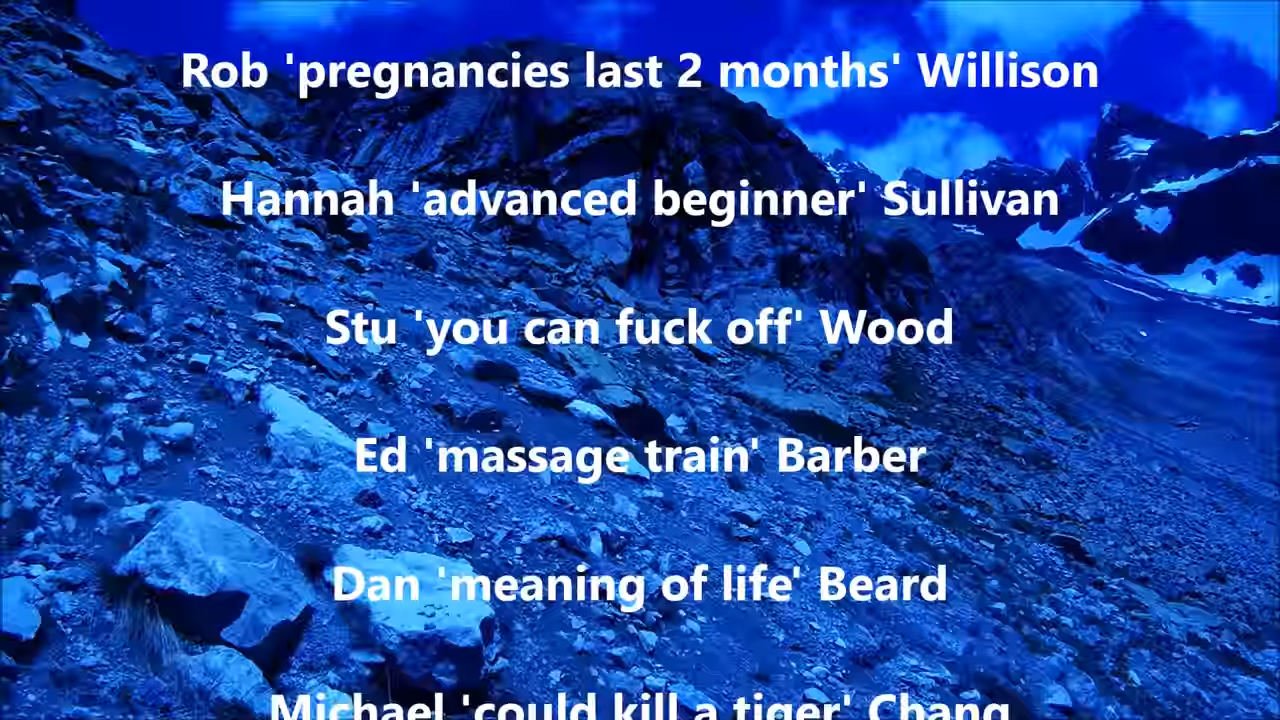 Rob 'pregnancies last 2 months' Willison
Hannah 'advanced beginner' Sullivan
Stu 'you can fuck off' Wood
Ed 'massage train' Barber
Dan 'meaning of life' Beard
Michael 'could kill a tiger' Chang